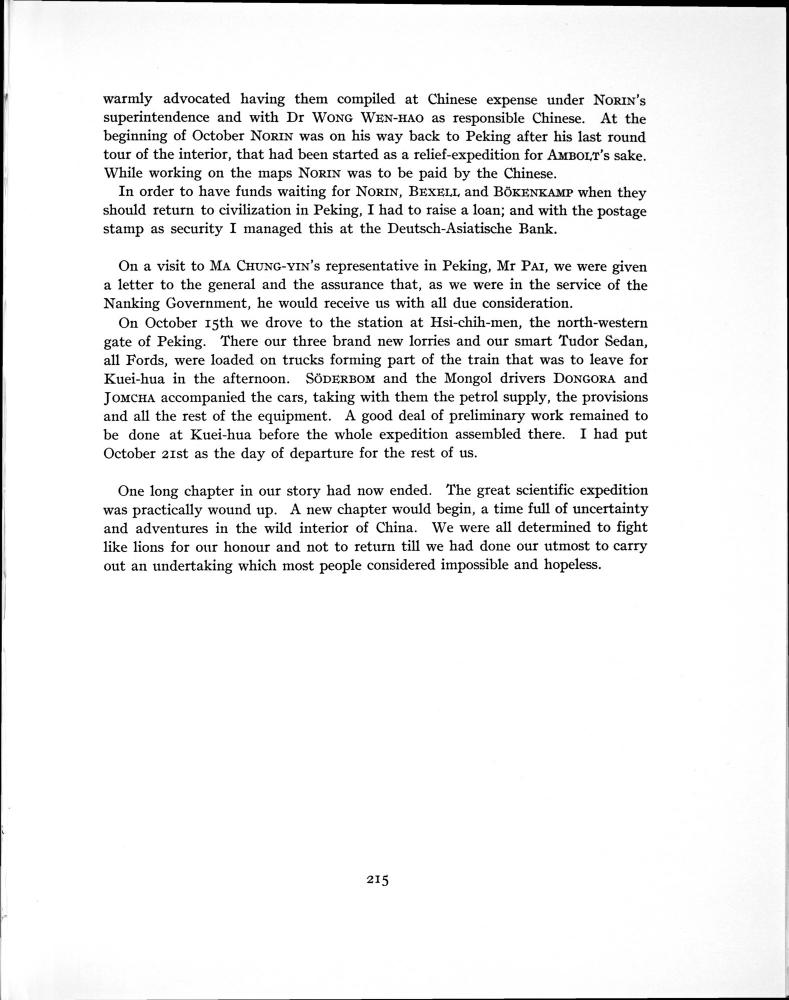 warmly advocated having them compiled at Chinese expense under NORIN's
superintendence and with Dr WONG WEN-HAO as responsible Chinese. At the
beginning of October NORIN was on his way back to Peking after his last round
tour of the interior, that had been started as a relief-expedition for AMBOLT's sake.
While working on the maps NORIN was to be paid by the Chinese.
In order to have funds waiting for NORIN, BEXELL and BÖKENKAMP when they
should return to civilization in Peking, I had to raise a loan; and with the postage
stamp as security I managed this at the Deutsch-Asiatische Bank.
On a visit to MA CHUNG-YIN's representative in Peking, Mr PAI, we were given
a letter to the general and the assurance that, as we were in the service of the
Nanking Government, he would receive us with all due consideration.
On October 15th we drove to the station at Hsi-chih-men, the north-western
gate of Peking. There our three brand new lorries and our smart Tudor Sedan,
all Fords, were loaded on trucks forming part of the train that was to leave for
Kuei-hua in the afternoon. SÖDERBOM and the Mongol drivers DONGORA and
JOMCHA accompanied the cars, taking with them the petrol supply, the provisions
and all the rest of the equipment. A good deal of preliminary work remained to
be done at Kuei-hua before the whole expedition assembled there. I had put
October 21st as the day of departure for the rest of us.
One long chapter in our story had now ended. The great scientific expedition
was practically wound up. A new chapter would begin, a time full of uncertainty
and adventures in the wild interior of China. We were all determined to fight
like lions for our honour and not to return till we had done our utmost to carry
out an undertaking which most people considered impossible and hopeless.
215